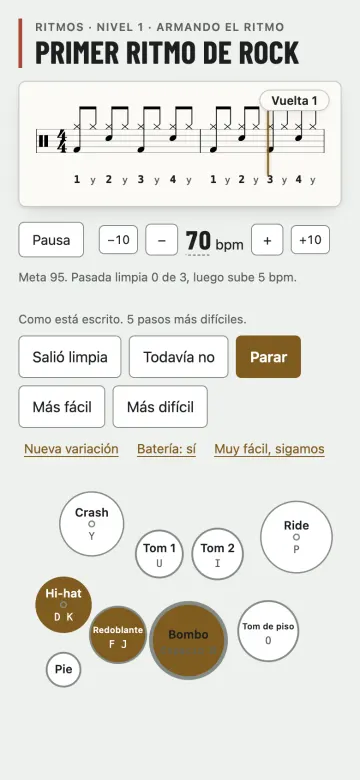 RITMOS · NIVEL 1 · ARMANDO EL RITMO
PRIMER RITMO DE ROCK
Vuelta 1
4
4
1 y 2 y 3 y 4 y 1 y 2 y 3 y 4 y
Pausa −10 − 70 bpm + +10
Meta 95. Pasada limpia 0 de 3, luego sube 5 bpm.
Como está escrito. 5 pasos más difíciles.
Salió limpia Todavía no Parar
Más fácil Más difícil
Nueva variación Batería: sí Muy fácil, sigamos
Crash
Y
Ride
P
Tom 1
U
Tom 2
I
Hi-hat
D K
Redoblante
F J
Bombo
Tom de piso
O
Pie